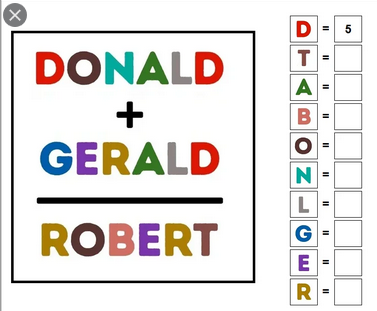 DONALD
+
GERALD
ROBERT
D = 5
T =
A =
B =
O =
N =
L =
G =
E =
R =